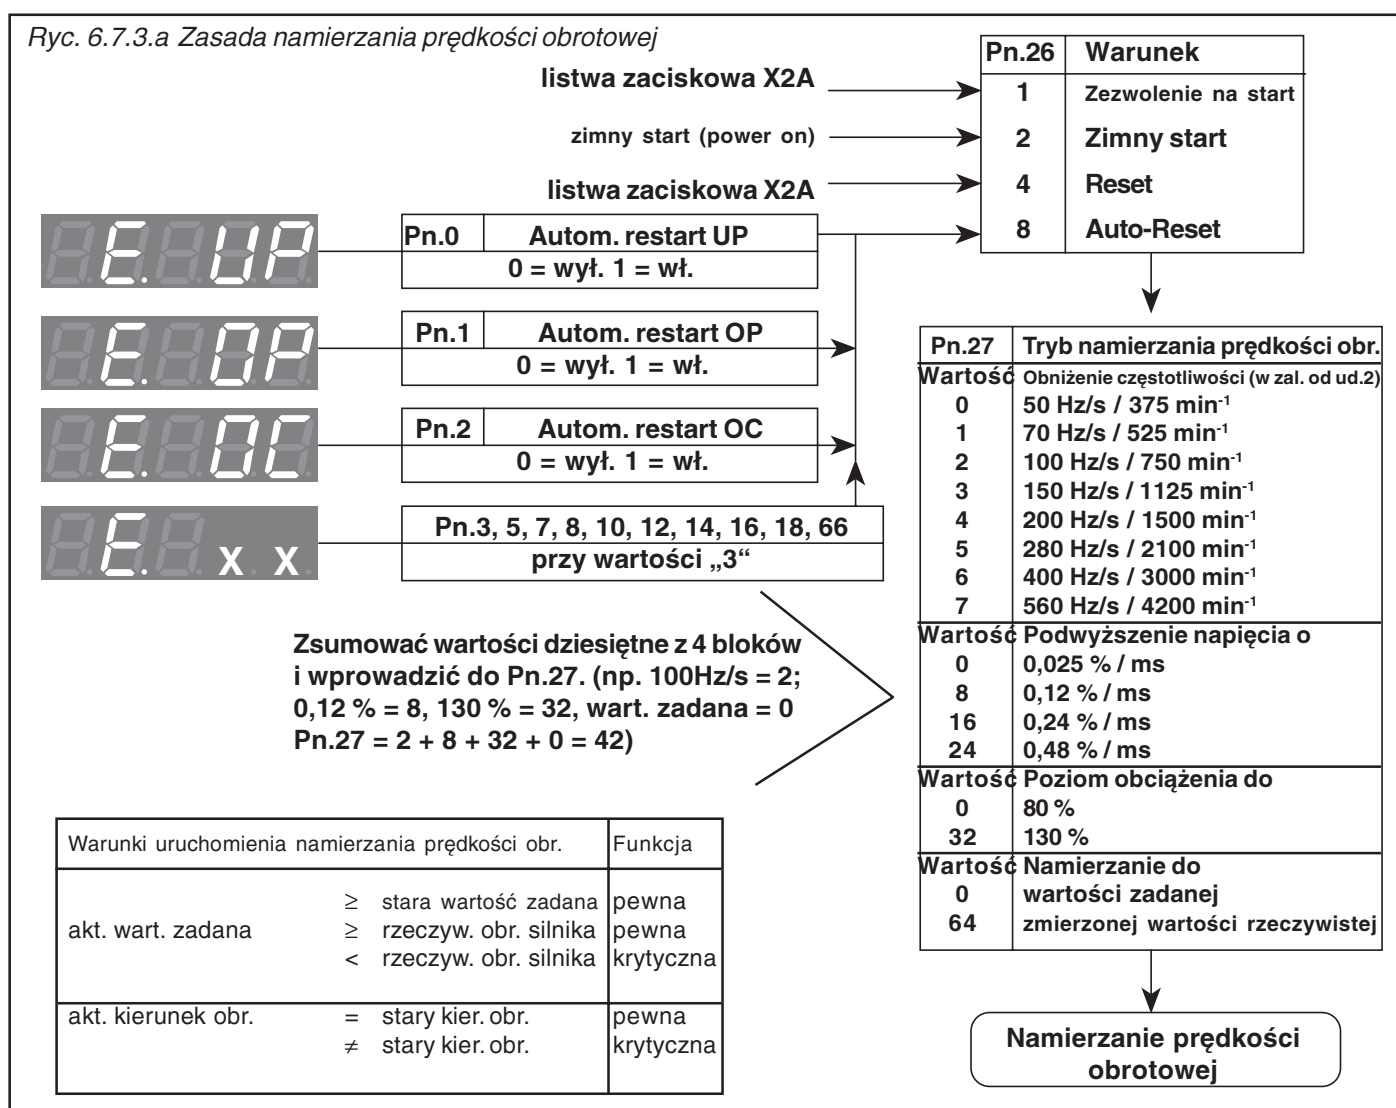 Ryc. 6.7.3.a Zasada namierzania prędkości obrotowej
listwa zaciskowa X2A
zimny start (power on)
listwa zaciskowa X2A
Pn.26 Warunek
1 Zezwolenie na start
2 Zimny start
4 Reset
8 Auto-Reset
E. UP
Pn.0 Autom. restart UP
0 = wył. 1 = wł.
E. OP
Pn.1 Autom. restart OP
0 = wył. 1 = wł.
E. OC
Pn.2 Autom. restart OC
0 = wył. 1 = wł.
E. X X
Pn.3, 5, 7, 8, 10, 12, 14, 16, 18, 66
przy wartości „3“
Zsumować wartości dziesiętne z 4 bloków
i wprowadzić do Pn.27. (np. 100Hz/s = 2;
0,12 % = 8, 130 % = 32, wart. zadana = 0
Pn.27 = 2 + 8 + 32 + 0 = 42)
Pn.27 Tryb namierzania prędkości obr.
Wartość Obniżenie częstotliwości (w zal. od ud.2)
0 50 Hz/s / 375 min-1
1 70 Hz/s / 525 min-1
2 100 Hz/s / 750 min-1
3 150 Hz/s / 1125 min-1
4 200 Hz/s / 1500 min-1
5 280 Hz/s / 2100 min-1
6 400 Hz/s / 3000 min-1
7 560 Hz/s / 4200 min-1
Wartość Podwyższenie napięcia o
0 0,025 % / ms
8 0,12 % / ms
16 0,24 % / ms
24 0,48 % / ms
Wartość Poziom obciążenia do
0 80 %
32 130 %
Wartość Namierzanie do
0 wartości zadanej
64 zmierzonej wartości rzeczywistej
Namierzanie prędkości
obrotowej
Warunki uruchomienia namierzania prędkości obr. Funkcja
≥ stara wartość zadana pewna
akt. wart. zadana ≥ rzeczyw. obr. silnika pewna
< rzeczyw. obr. silnika krytyczna
akt. kierunek obr. = stary kier. obr. pewna
≠ stary kier. obr. krytyczna